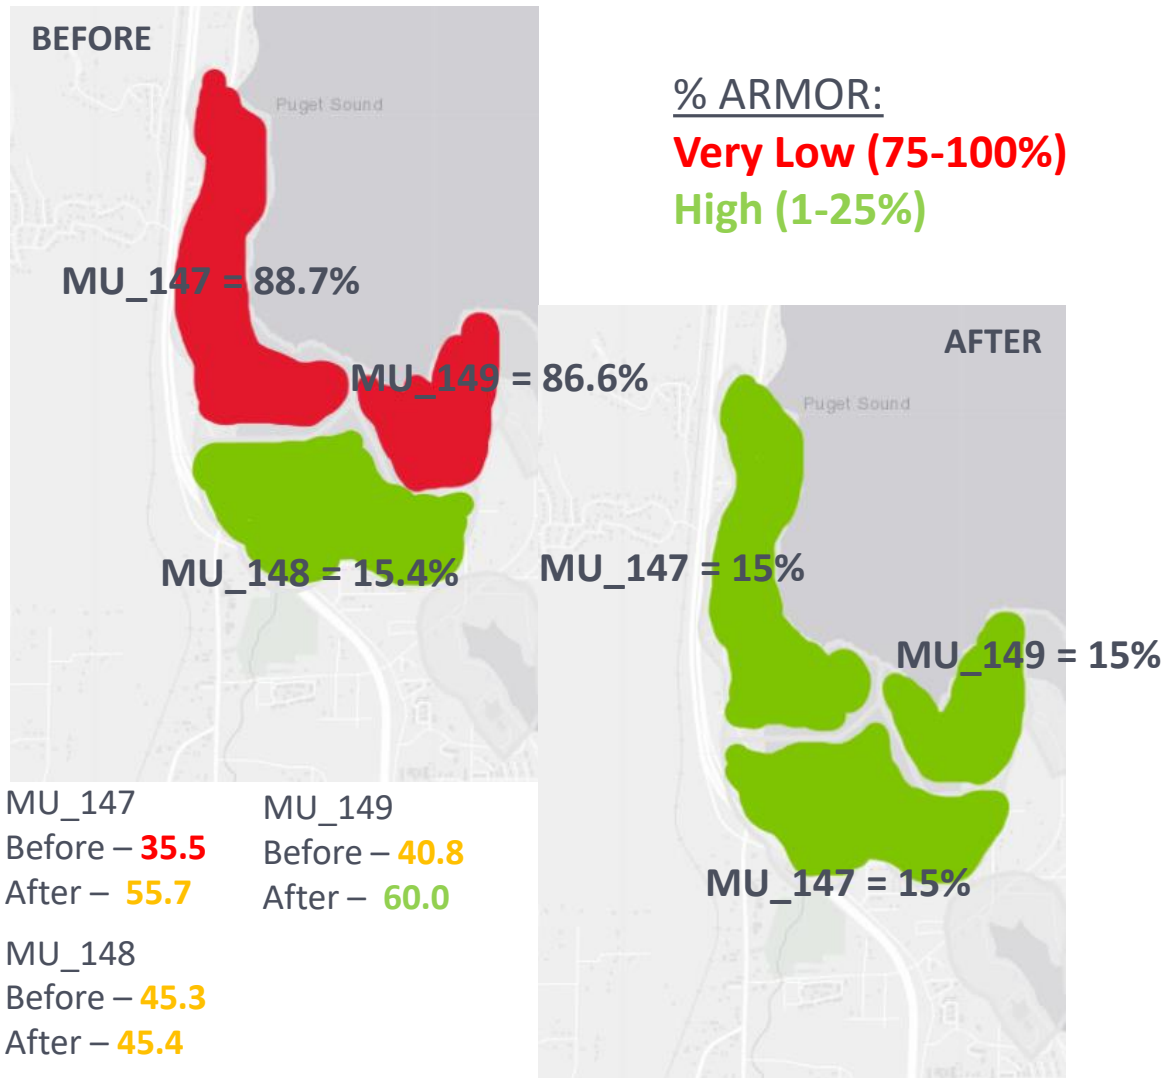 BEFORE
Puget Sound
% ARMOR:
Very Low (75-100%)
High (1-25%)
MU_147 = 88.7%
MU_149 = 86.6%
MU_148 = 15.4%
AFTER
Puget Sound
MU_147 = 15%
MU_149 = 15%
MU_147 = 15%
MU_147
Before – 35.5
After – 55.7
MU_149
Before – 40.8
After – 60.0
MU_148
Before – 45.3
After – 45.4